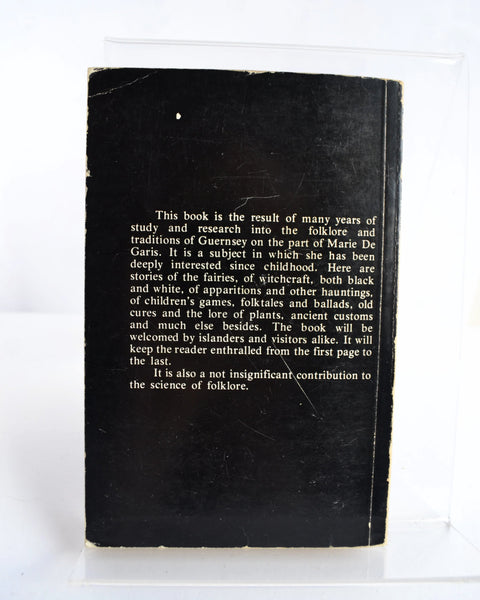 This book is the result of many years of
study and research into the folklore and
traditions of Guernsey on the part of Marie De
Garis. It is a subject in which she has been
deeply interested since childhood. Here are
stories of the fairies, of witchcraft, both black
and white, of apparitions and other hauntings,
of children's games, folktales and ballads, old
cures and the lore of plants, ancient customs
and much else besides. The book will be
welcomed by islanders and visitors alike. It will
keep the reader enthralled from the first page to
the last.
It is also a not insignificant contribution to
the science of folklore.